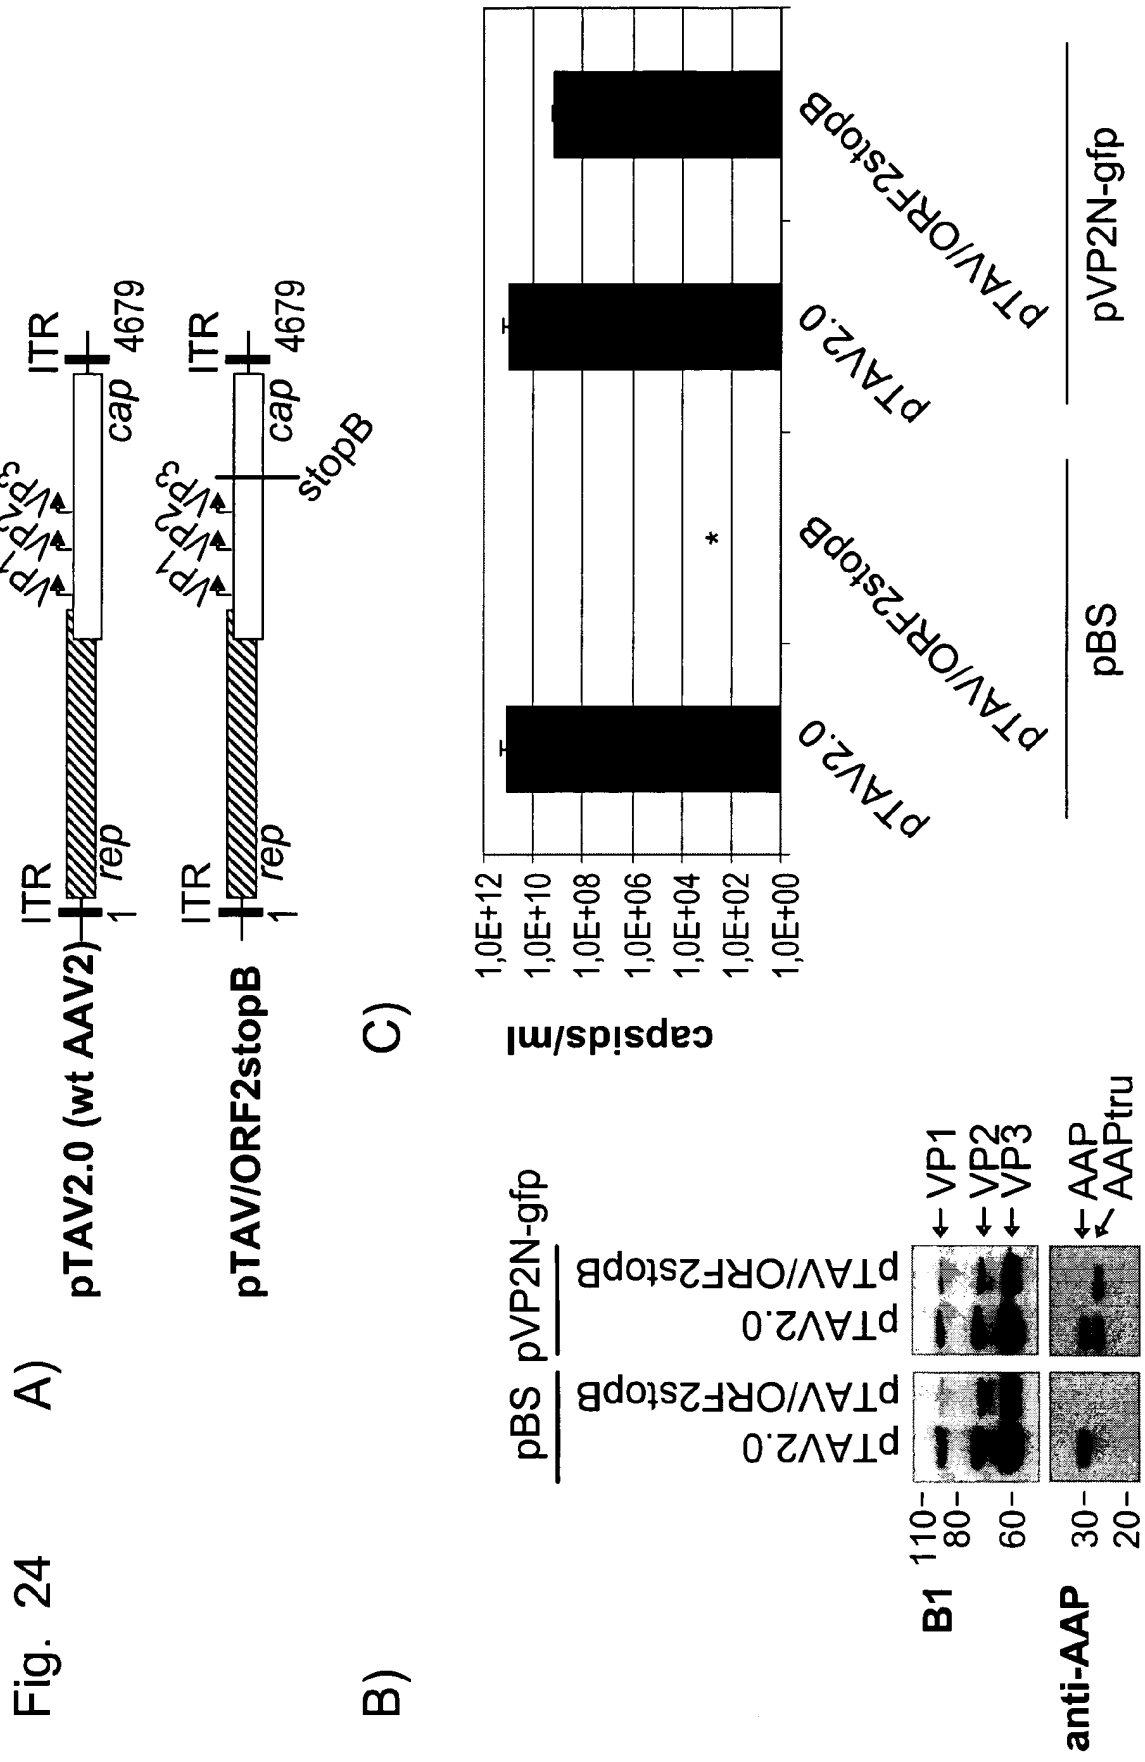 Fig. 24
A)
pTAV2.0 (wt AAV2)
ITR
VP1
VP2
VP3
ITR
1
rep
cap
4679
pTAV/ORF2stopB
ITR
VP1
VP2
VP3
ITR
1
rep
cap
4679
stopB
B)
pBS
pVP2N-gfp
pTAV2.0
pTAV/ORF2stopB
pTAV2.0
pTAV/ORF2stopB
B1
110-
80-
60-
VP1
VP2
VP3
anti-AAP
30-
20-
AAP
AAPtru
C)
capsids/ml
1,0E+12
1,0E+10
1,0E+08
1,0E+06
1,0E+04
1,0E+02
1,0E+00
*
pTAV2.0
pTAV/ORF2stopB
pTAV2.0
pTAV/ORF2stopB
pBS
pVP2N-gfp